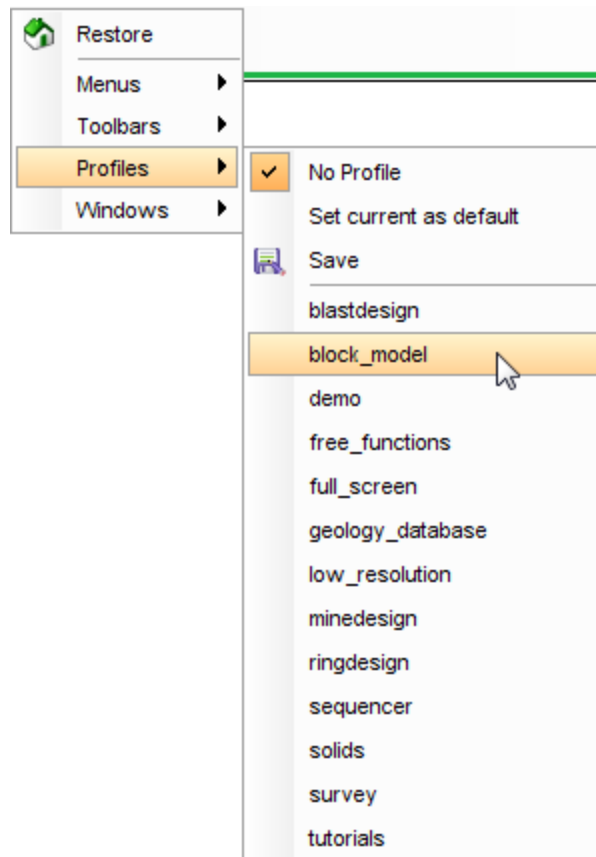 Restore
Menus
Toolbars
Profiles
Windows
No Profile
Set current as default
Save
blastdesign
block_model
demo
free_functions
full_screen
geology_database
low_resolution
minedesign
ringdesign
sequencer
solids
survey
tutorials